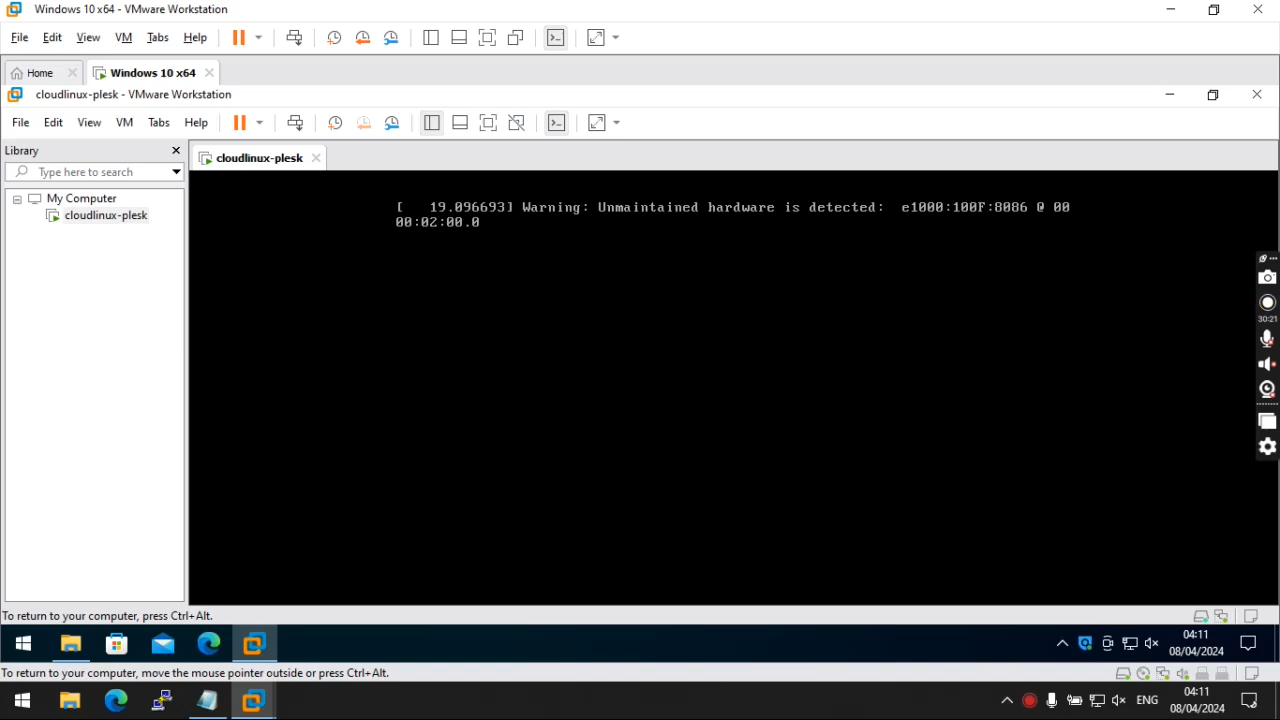 Windows 10 x64 - VMware Workstation
File Edit View VM Tabs Help
Home Windows 10 x64
cloudlinux-plesk - VMware Workstation
File Edit View VM Tabs Help
Library
cloudlinux-plesk
Type here to search
My Computer
cloudlinux-plesk
[   19.096693] Warning: Unmaintained hardware is detected:  e1000:100F:8086 @ 00
00:02:00.0
30:21
To return to your computer, press Ctrl+Alt.
04:11
08/04/2024
To return to your computer, move the mouse pointer outside or press Ctrl+Alt.
ENG
04:11
08/04/2024